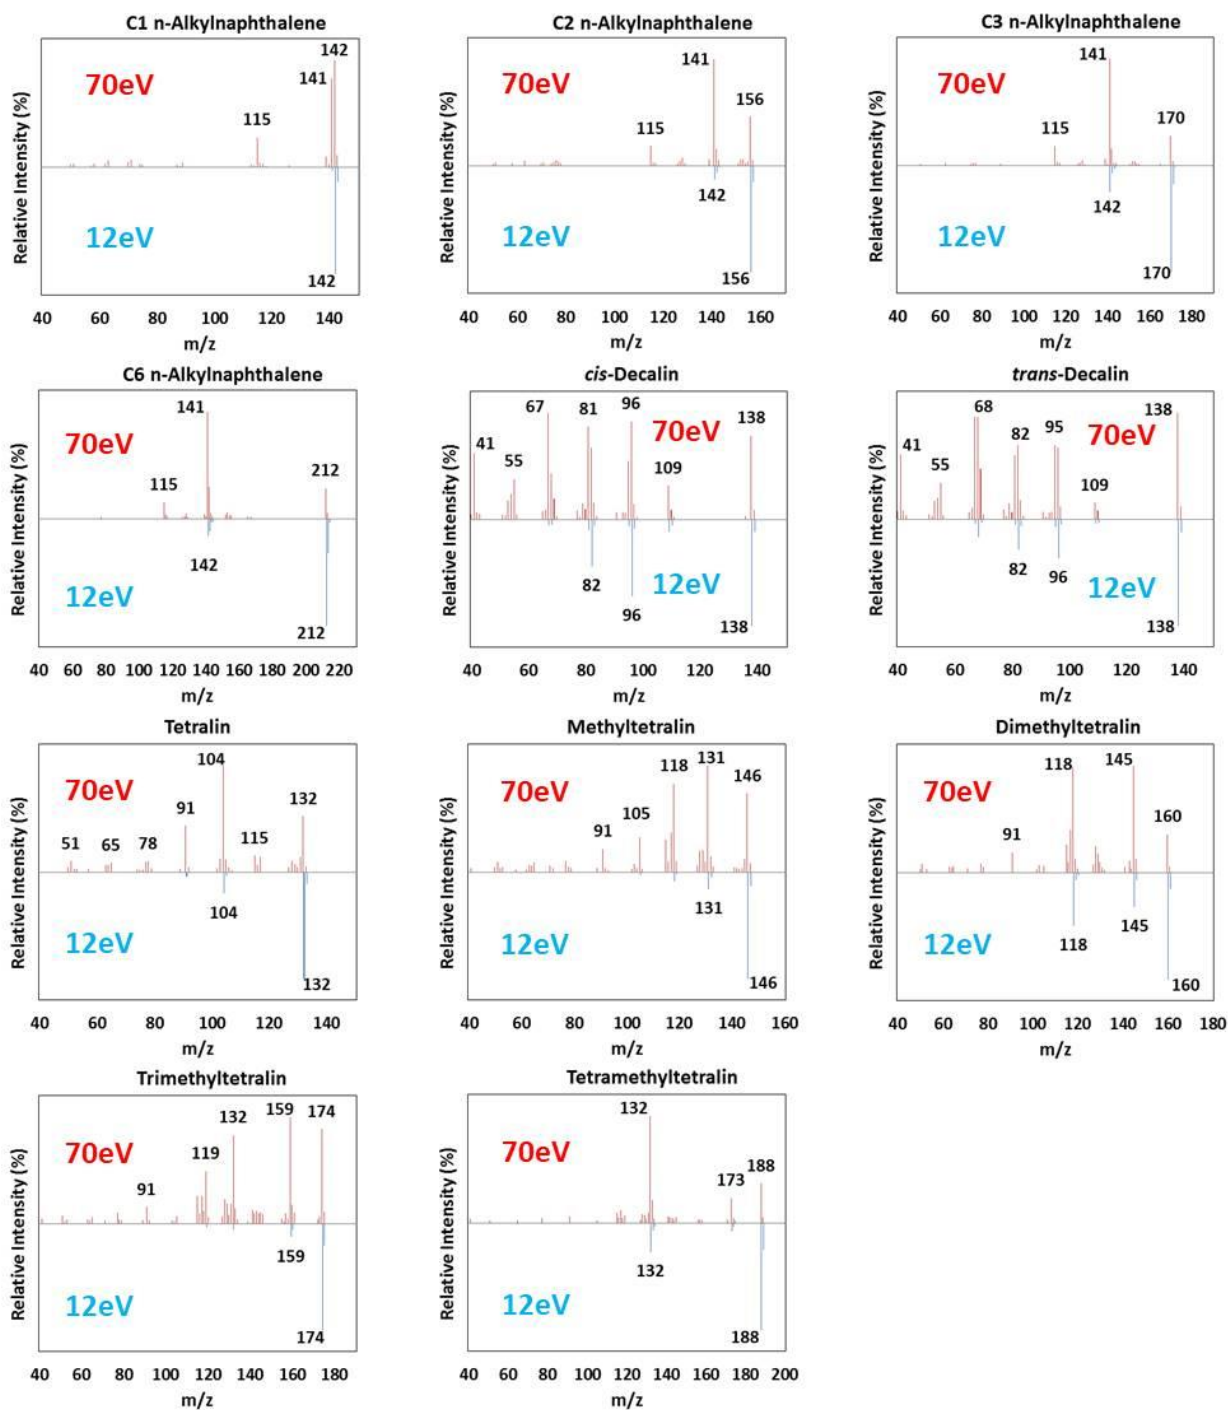 C1 n-Alkylnaphthalene
Relative Intensity (%)
70eV
12eV
142
141
115
142
40 60 80 100 120 140
m/z
C2 n-Alkylnaphthalene
Relative Intensity (%)
70eV
12eV
141
156
115
142
156
40 60 80 100 120 140 160
m/z
C3 n-Alkylnaphthalene
Relative Intensity (%)
70eV
12eV
141
170
115
142
170
40 60 80 100 120 140 160 180
m/z
C6 n-Alkylnaphthalene
Relative Intensity (%)
70eV
12eV
141
212
115
142
212
40 60 80 100 120 140 160 180 200 220
m/z
cis-Decalin
Relative Intensity (%)
70eV
12eV
67
81
96
138
41
55
109
82
96
138
40 60 80 100 120 140
m/z
trans-Decalin
Relative Intensity (%)
70eV
12eV
68
138
82
95
41
55
109
82
96
138
40 60 80 100 120 140
m/z
Tetralin
Relative Intensity (%)
70eV
12eV
104
132
91
51
65
78
115
104
132
40 60 80 100 120 140
m/z
Methyltetralin
Relative Intensity (%)
70eV
12eV
118
131
146
105
91
131
146
40 60 80 100 120 140 160
m/z
Dimethyltetralin
Relative Intensity (%)
70eV
12eV
118
145
160
91
118
145
160
40 60 80 100 120 140 160 180
m/z
Trimethyltetralin
Relative Intensity (%)
70eV
12eV
159
174
132
119
91
159
174
40 60 80 100 120 140 160 180
m/z
Tetramethyltetralin
Relative Intensity (%)
70eV
12eV
132
188
173
132
188
40 60 80 100 120 140 160 180 200
m/z